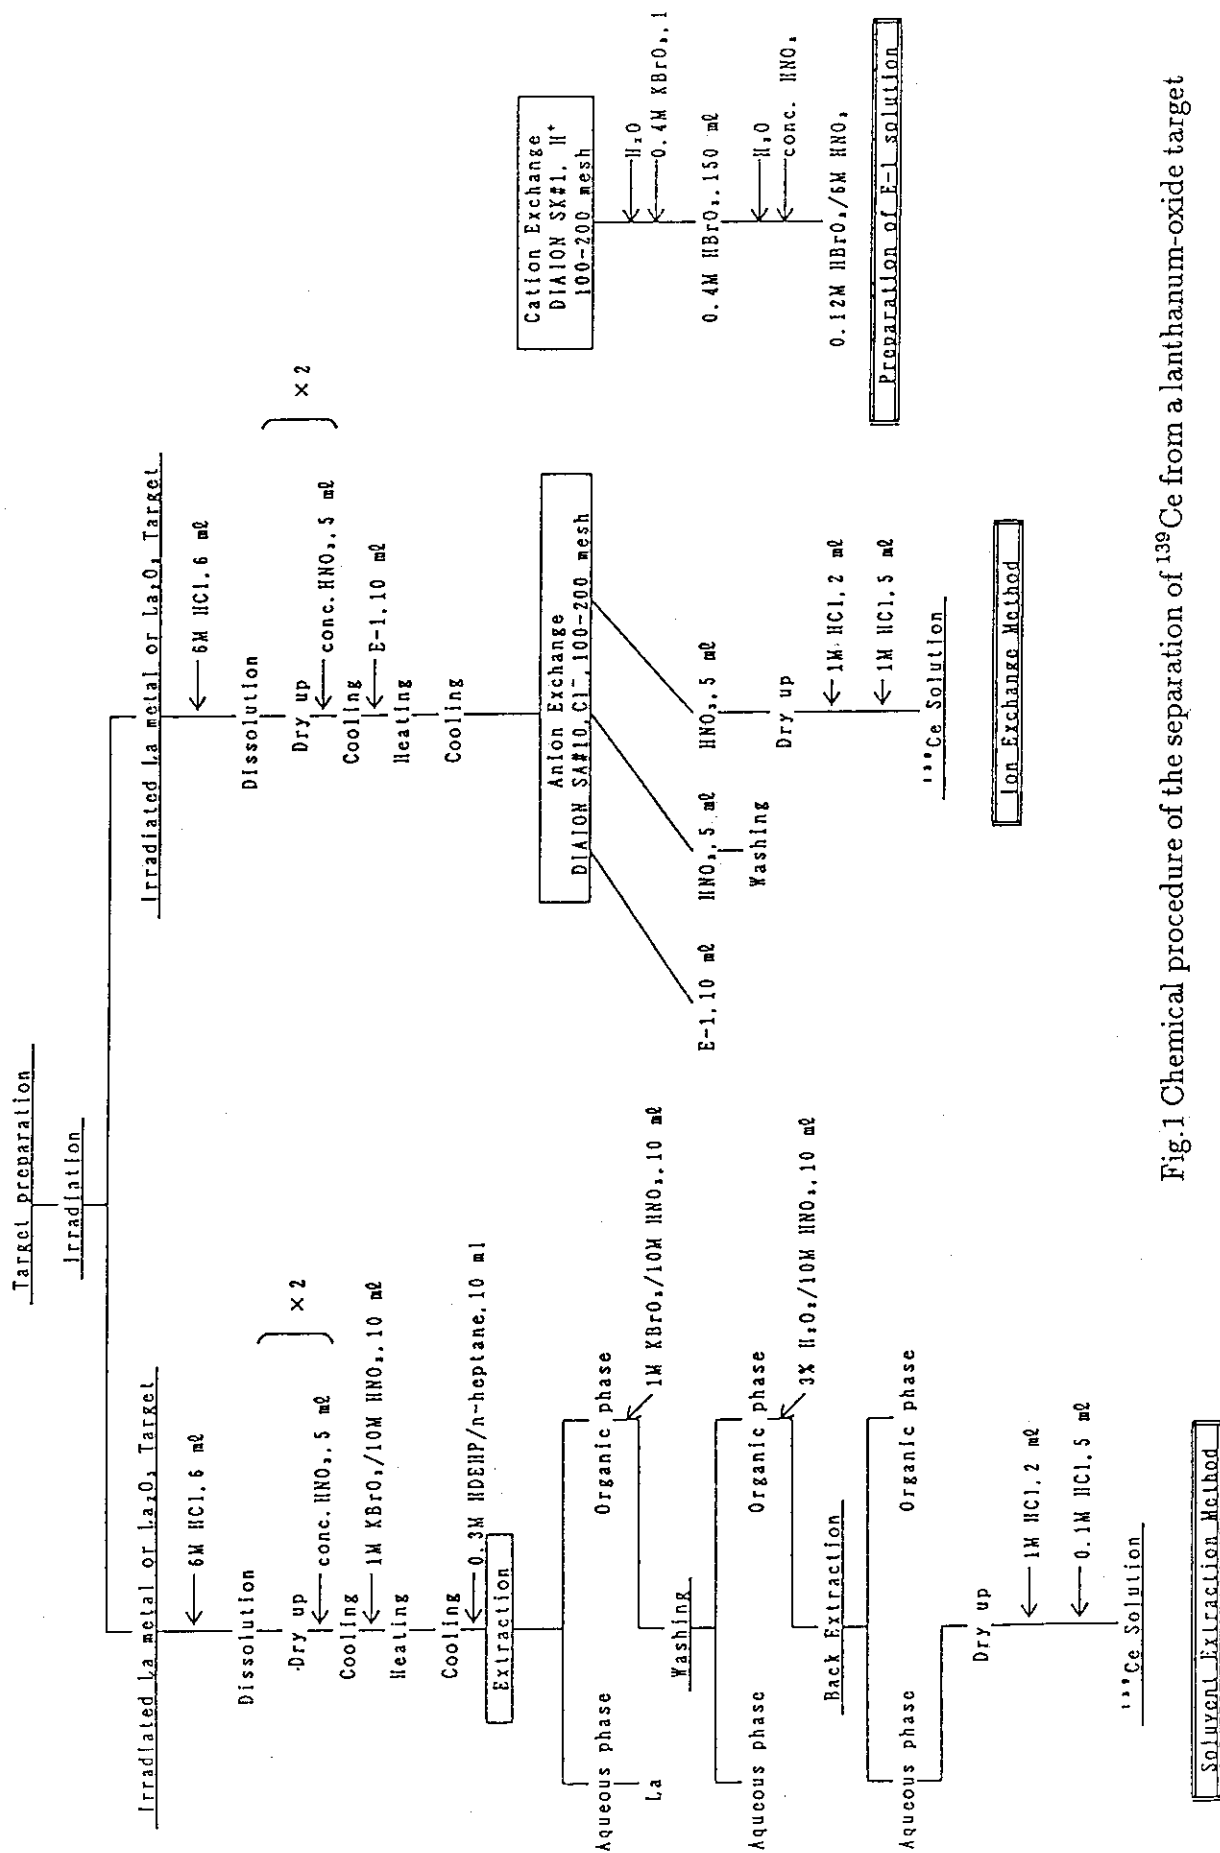 Target preparation
Irradiation
Irradiated La metal or La₂O₃ Target
6M HCl, 6 mℓ
Dissolution
Dry up
conc. HNO₃, 5 mℓ
× 2
Cooling
1M KBrO₃/10M HNO₃, 10 mℓ
Heating
Cooling
0.3M HDEHP/n-heptane, 10 ml
Extraction
Aqueous phase
Organic phase
La
1M KBrO₃/10M HNO₃, 10 mℓ
Washing
Aqueous phase
Organic phase
3% H₂O₂/10M HNO₃, 10 mℓ
Back Extraction
Aqueous phase
Organic phase
Dry up
1M HCl, 2 mℓ
0.1M HCl, 5 mℓ
¹³⁹Ce Solution
Soluvent Extraction Method
Irradiated La metal or La₂O₃ Target
6M HCl, 6 mℓ
Dissolution
Dry up
conc. HNO₃, 5 mℓ
× 2
Cooling
E-1, 10 mℓ
Heating
Cooling
Anion Exchange
DIAION SA#10, Cl⁻, 100-200 mesh
E-1, 10 mℓ
HNO₃, 5 mℓ
HNO₃, 5 mℓ
Washing
Dry up
1M HCl, 2 mℓ
1M HCl, 5 mℓ
¹³⁹Ce Solution
Ion Exchange Method
Cation Exchange
DIAION SK#1, H⁺
100-200 mesh
H₂O
0.4M KBrO₃, 1
0.4M HBrO₃, 150 mℓ
H₂O
conc. HNO₃
0.12M HBrO₃/6M HNO₃
Preparation of E-1 solution
Fig.1 Chemical procedure of the separation of ¹³⁹Ce from a lanthanum-oxide target